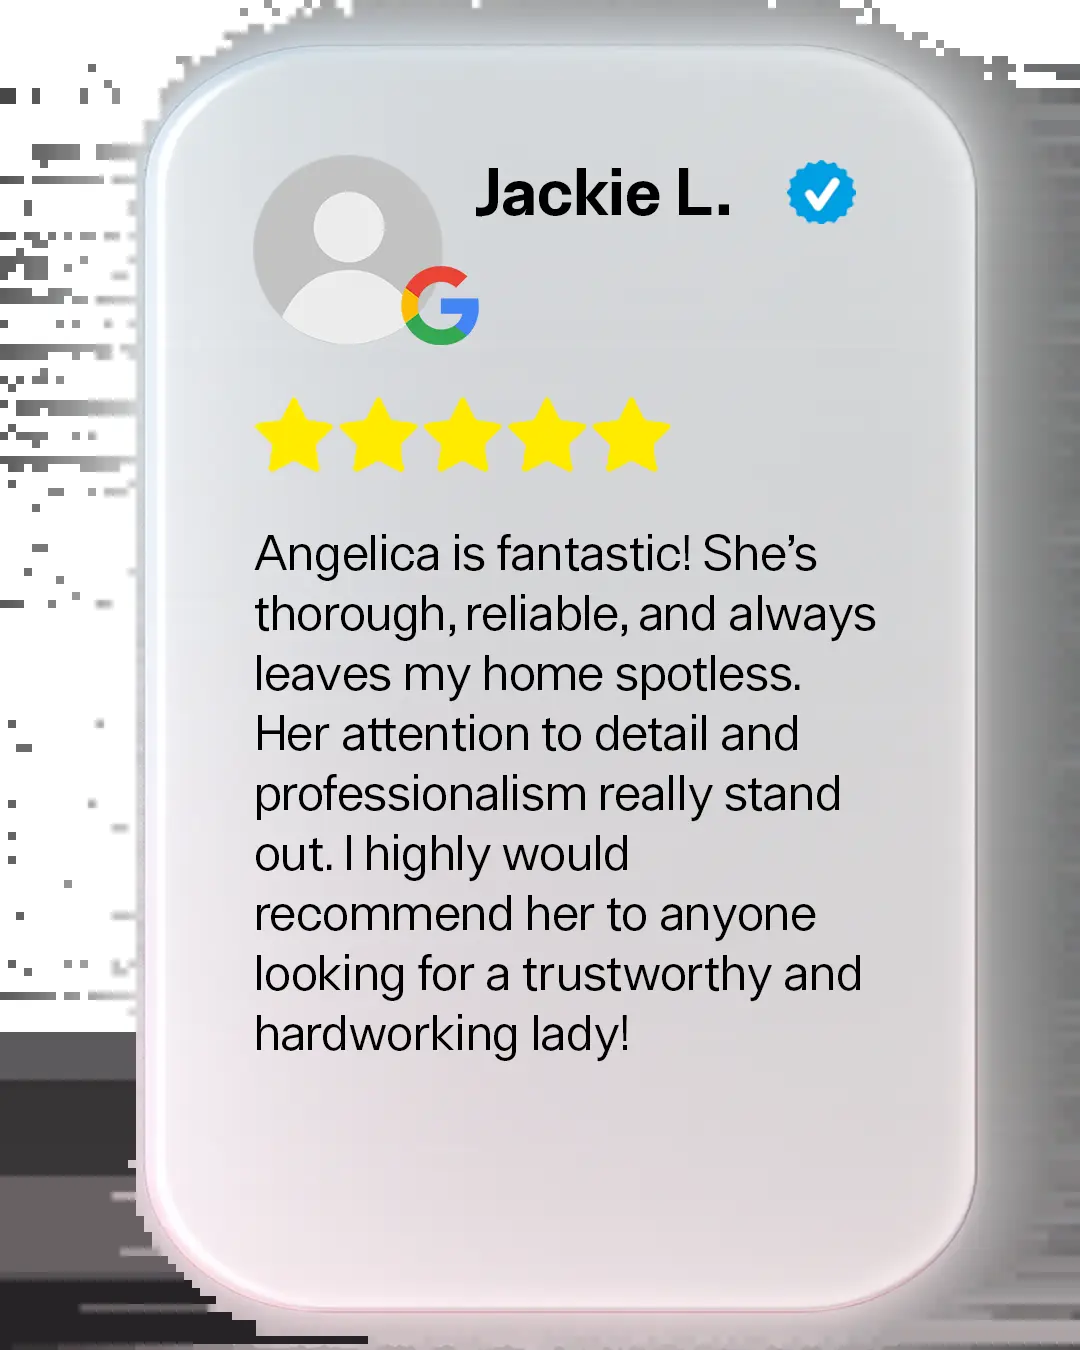 Jackie L.
Angelica is fantastic! She’s
thorough, reliable, and always
leaves my home spotless.
Her attention to detail and
professionalism really stand
out. I highly would
recommend her to anyone
looking for a trustworthy and
hardworking lady!